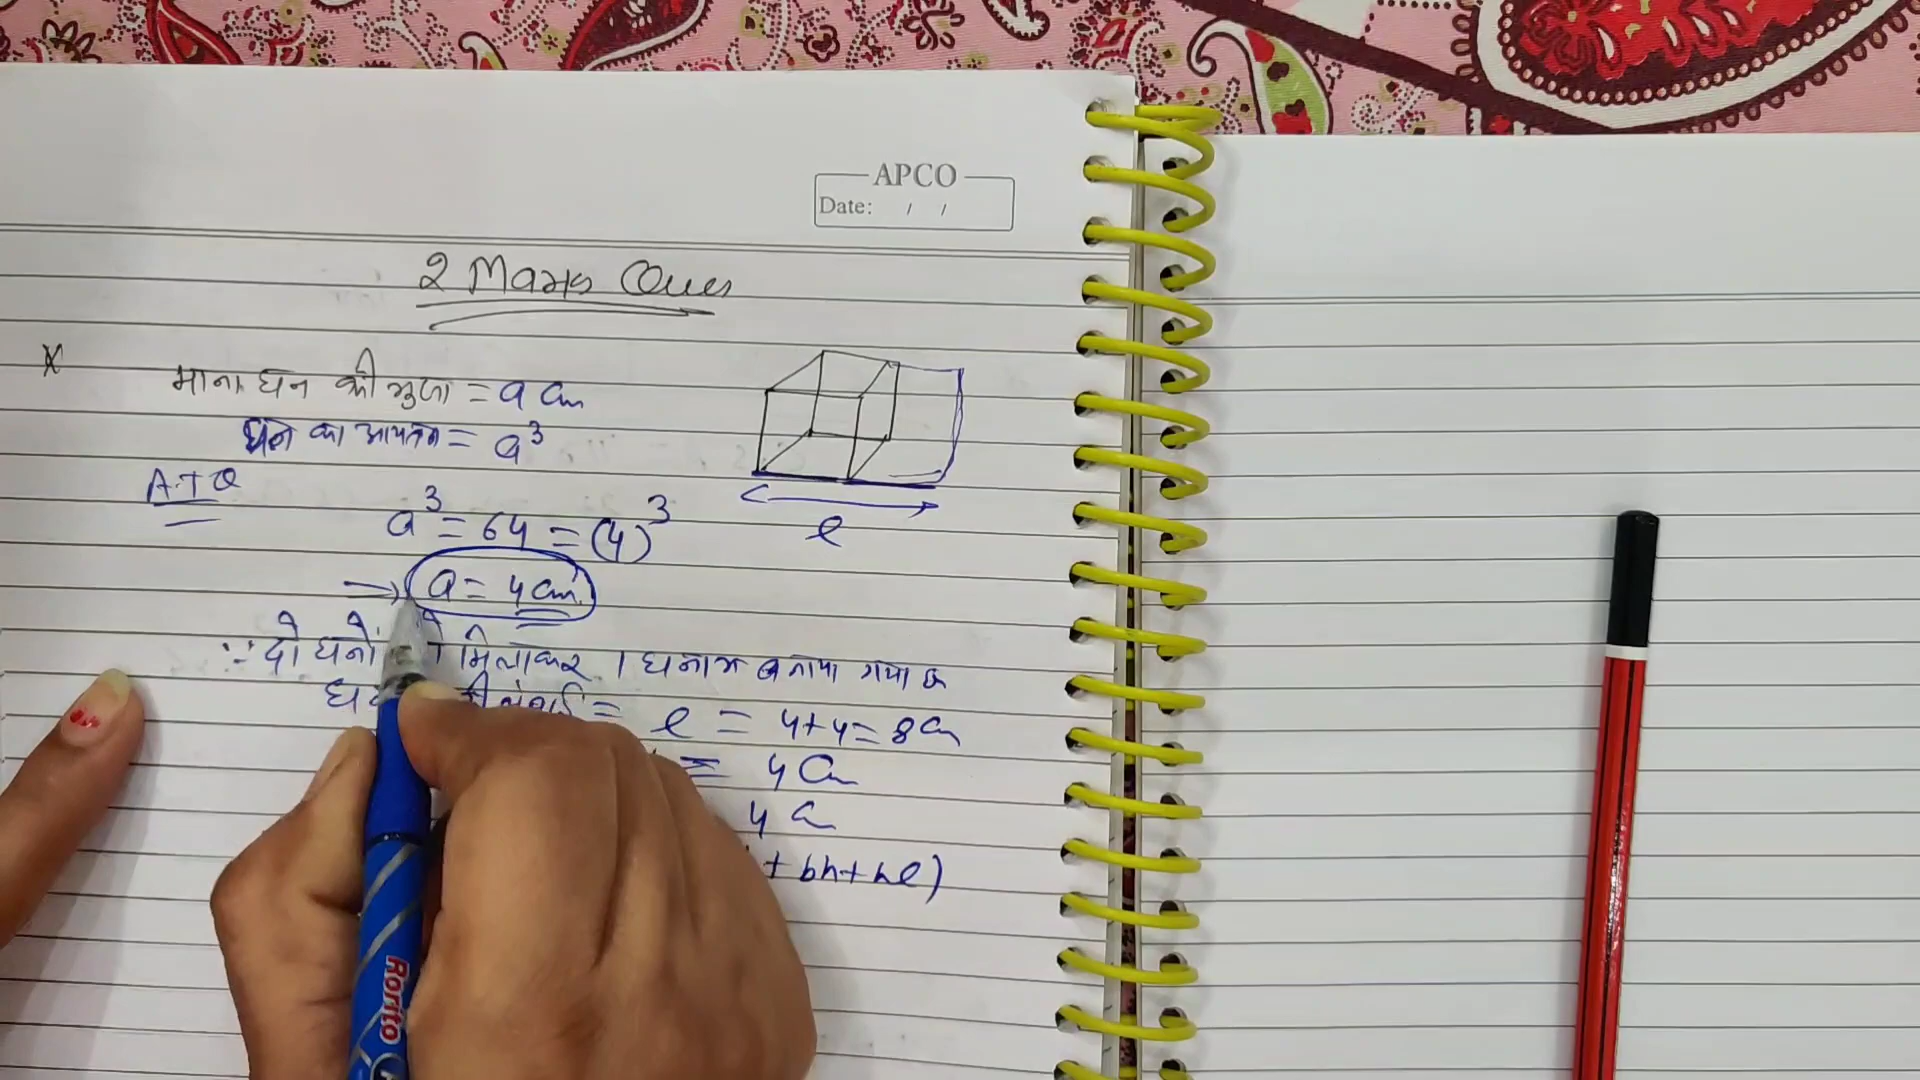 APCO
Date: / /
2 Marks Ques
माना घन की भुजा = a cm
घन का आयतन = a³
A.T.Q
a³ = 64 = (4)³
l
→ a = 4 cm
∵ दो घनों मिलाकर 1 घनाभ बनाया गया है
= l = 4+4 = 8 cm
= 4 cm
4 cm
+ bh + hl)
Rorito